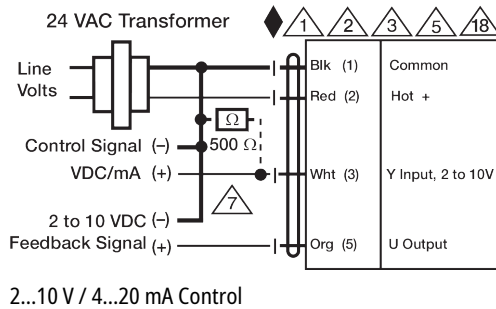 24 VAC Transformer
1 2 3 5 18
Line
Volts
Blk (1) Common
Red (2) Hot +
Ω
500 Ω
Control Signal (–)
VDC/mA (+)
Wht (3) Y Input, 2 to 10V
7
2 to 10 VDC (–)
Feedback Signal (+)
Org (5) U Output
2...10 V / 4...20 mA Control